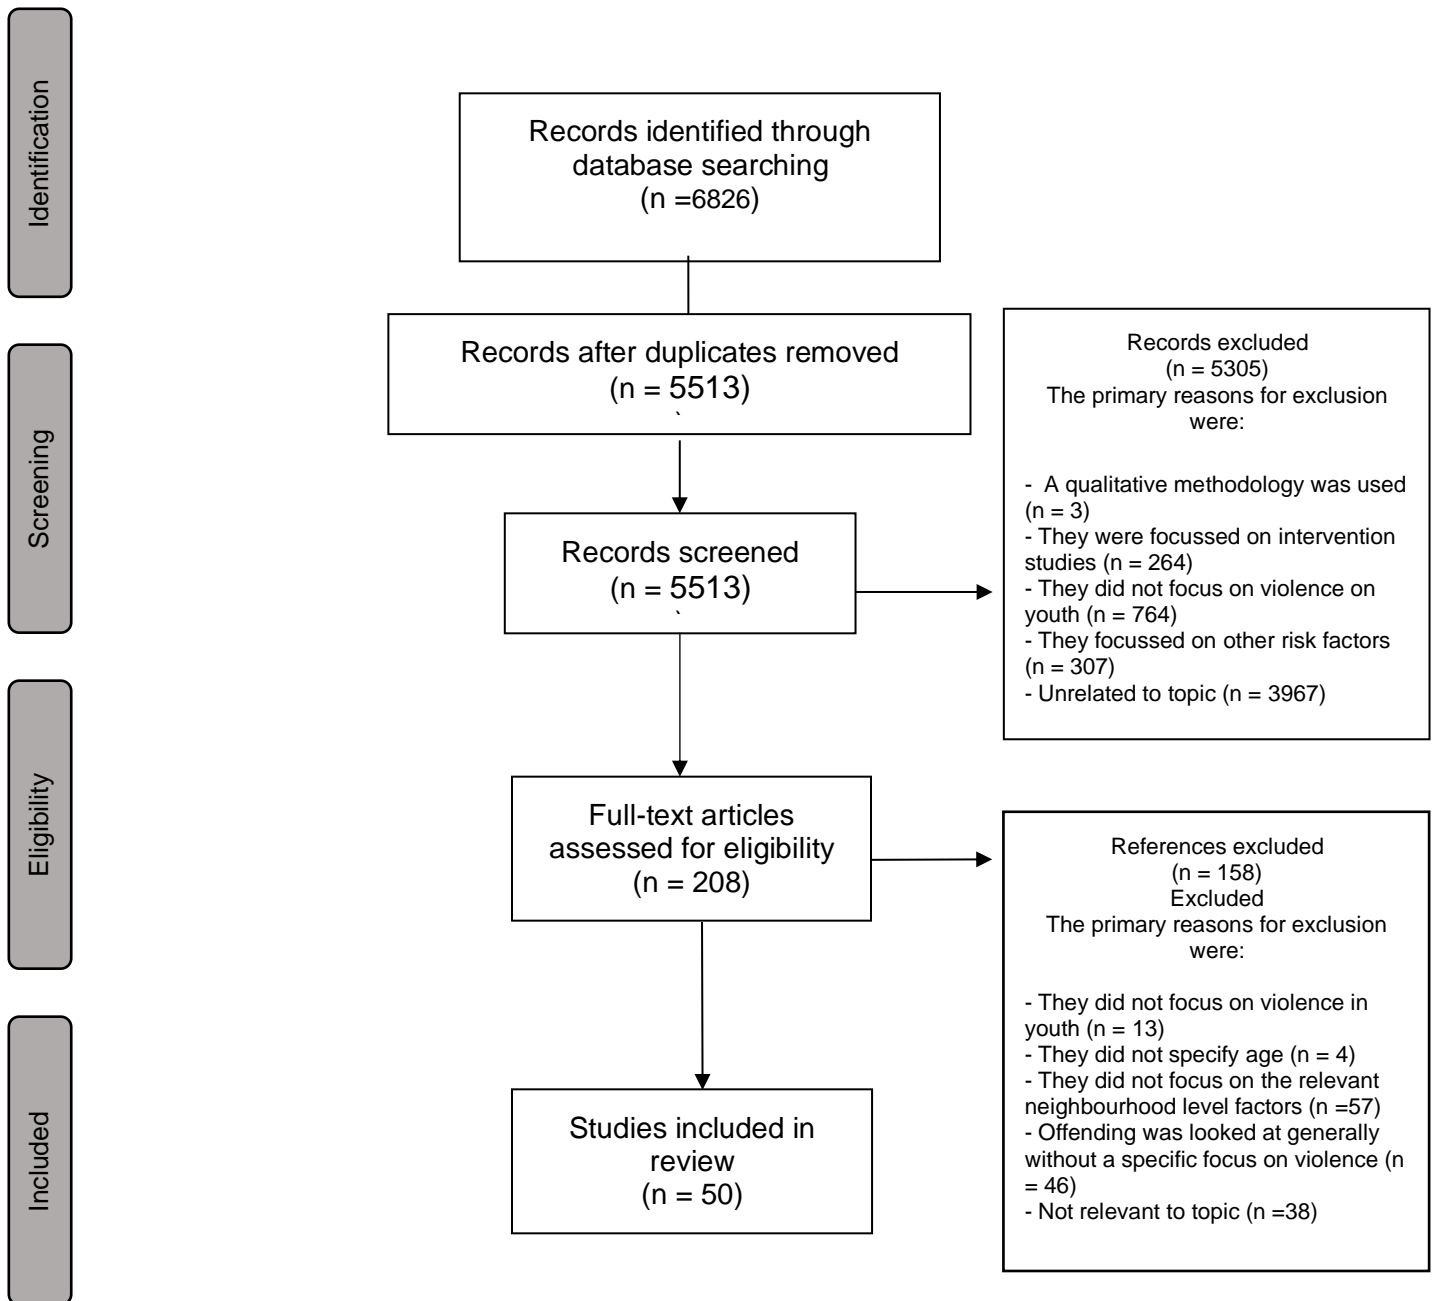 Identification
Records identified through
database searching
(n =6826)
Records after duplicates removed
(n = 5513)
Screening
Records screened
(n = 5513)
Records excluded
(n = 5305)
The primary reasons for exclusion
were:
- A qualitative methodology was used
(n = 3)
- They were focussed on intervention
studies (n = 264)
- They did not focus on violence on
youth (n = 764)
- They focussed on other risk factors
(n = 307)
- Unrelated to topic (n = 3967)
Eligibility
Full-text articles
assessed for eligibility
(n = 208)
References excluded
(n = 158)
Excluded
The primary reasons for exclusion
were:
- They did not focus on violence in
youth (n = 13)
- They did not specify age (n = 4)
- They did not focus on the relevant
neighbourhood level factors (n =57)
- Offending was looked at generally
without a specific focus on violence (n
= 46)
- Not relevant to topic (n =38)
Included
Studies included in
review
(n = 50)